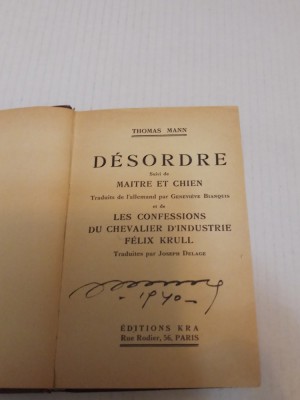 THOMAS MANN
DÉSORDRE
Suivi de
MAITRE ET CHIEN
Traduits de l'allemand par GENEVIÈVE BIANQUIS
et de
LES CONFESSIONS
DU CHEVALIER D'INDUSTRIE
FÉLIX KRULL
Traduites par JOSEPH DELAGE
- 1940 -
ÉDITIONS KRA
Rue Rodier, 56, PARIS